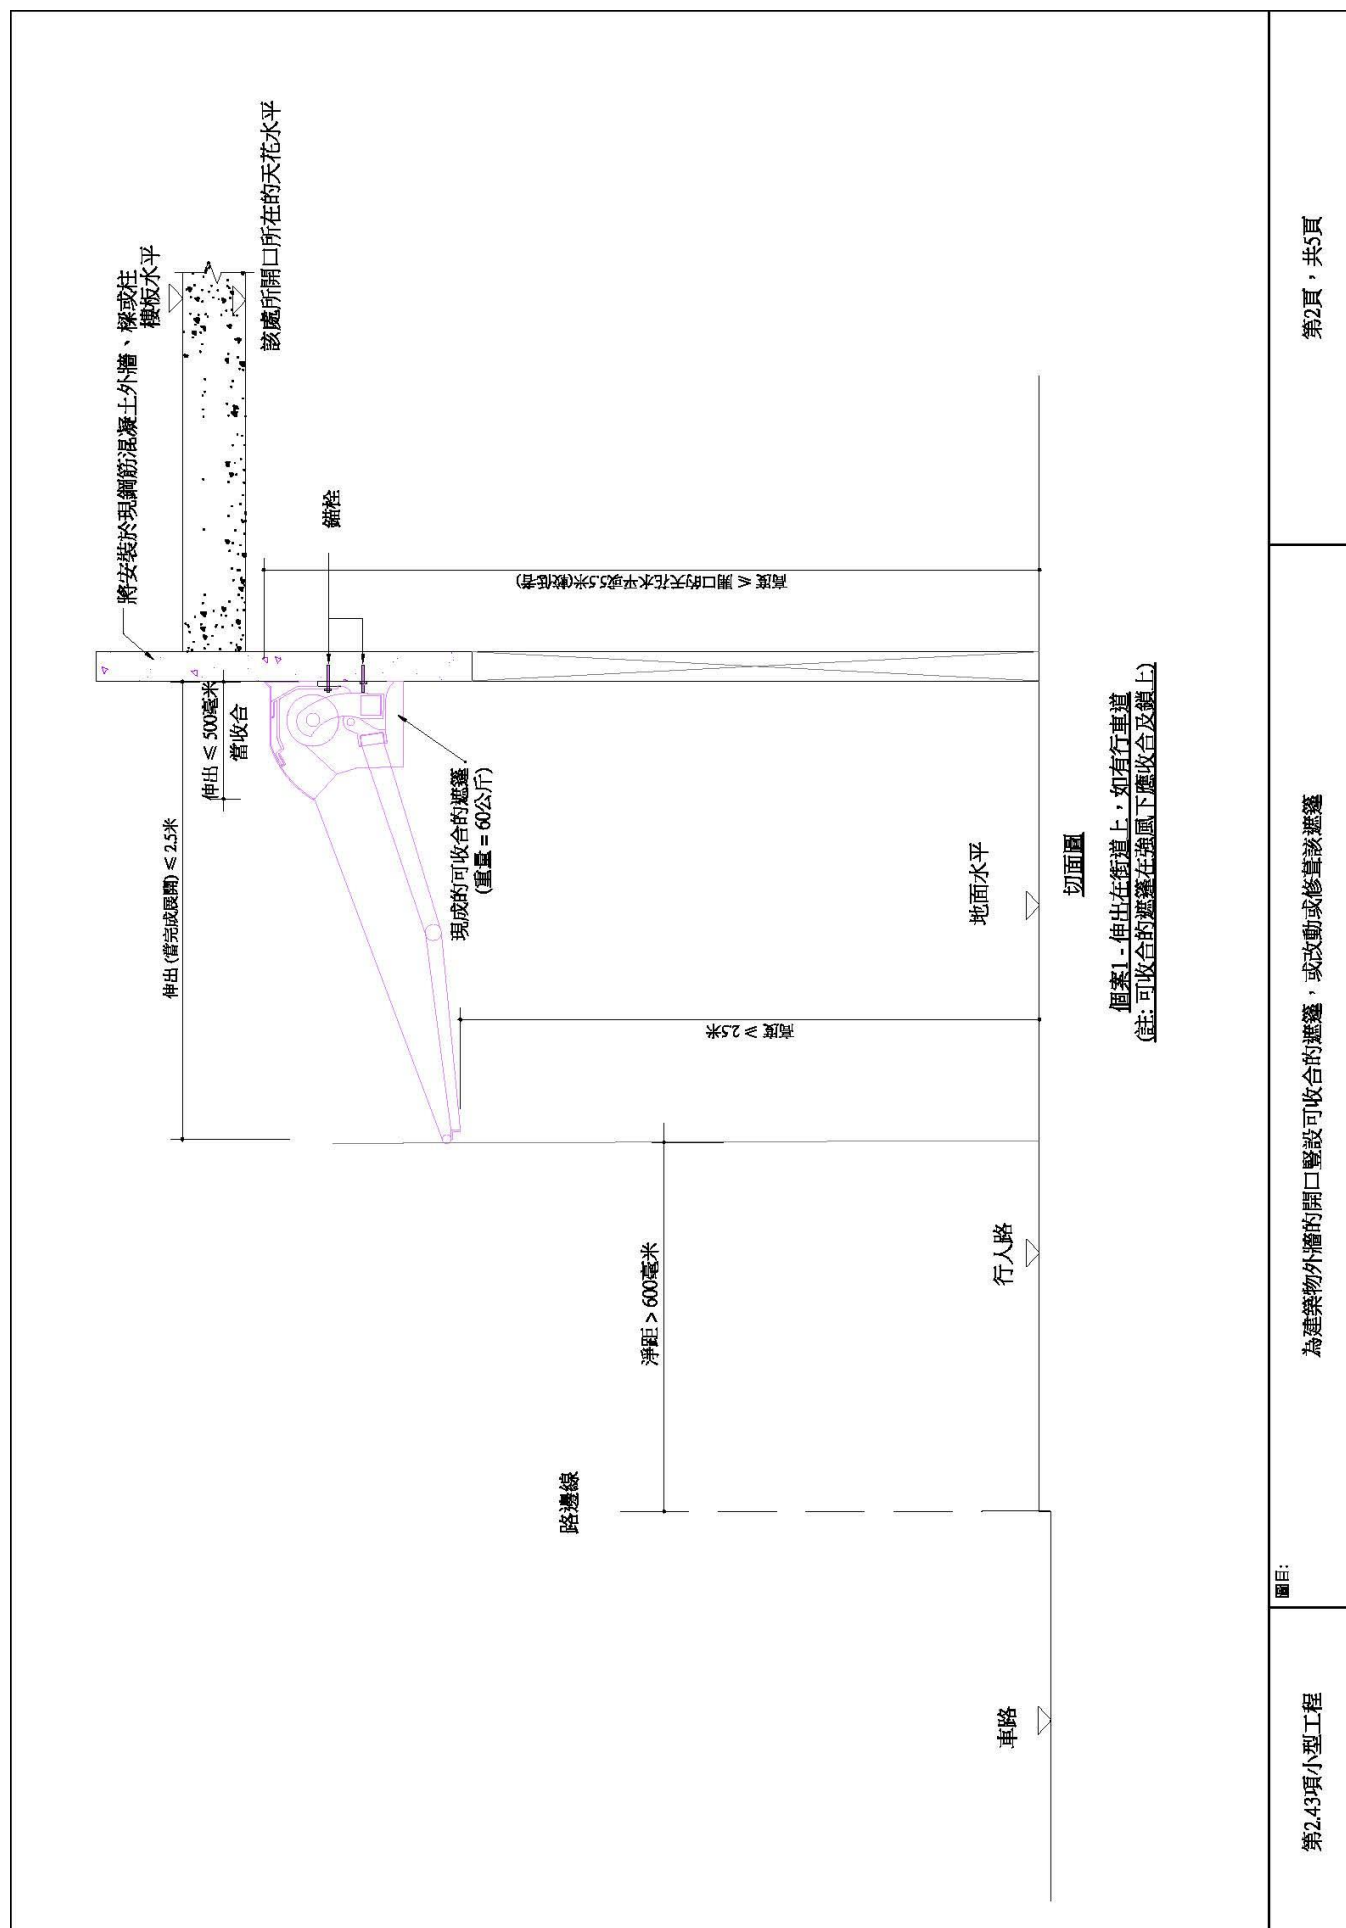 將安裝於現鋼筋混凝土外牆、樑或柱
樓板水平
該處所開口所在的天花水平
伸出 (當完成展開) ≤ 2.5米
伸出 ≤ 500毫米
當收合
錨栓
現成的可收合的遮篷
(重量 = 60公斤)
高度 ≤ 開口的天花水平或5.5米(較低者)
高度 ≥ 2.5米
淨距 > 600毫米
路邊線
地面水平
行人路
車路
切面圖
個案1 - 伸出在街道上，如有行車道
(註: 可收合的遮篷在強風下應收合及鎖上)
第2.43項小型工程
圖目:
為建築物外牆的開口豎設可收合的遮篷，或改動或修葺該遮篷
第2頁，共5頁